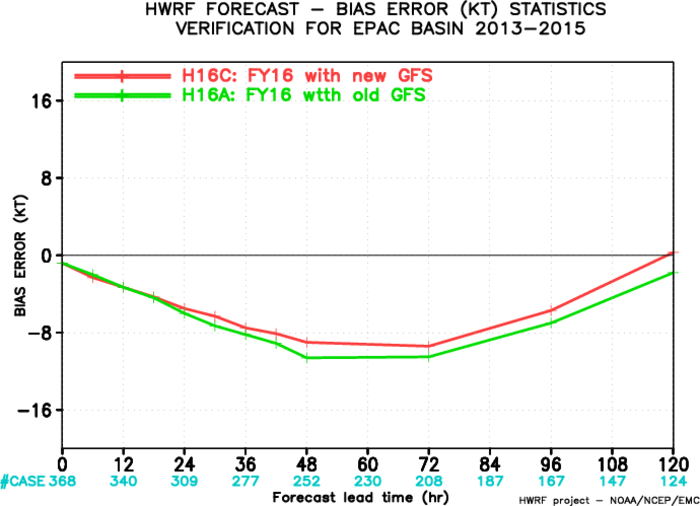 HWRF FORECAST − BIAS ERROR (KT) STATISTICS
VERIFICATION FOR EPAC BASIN 2013−2015
H16C: FY16 with new GFS
H16A: FY16 wtth old GFS
16
8
0
−8
−16
BIAS ERROR (KT)
0 12 24 36 48 60 72 84 96 108 120
#CASE 368 340 309 277 252 230 208 187 167 147 124
Forecast lead time (hr)
HWRF project − NOAA/NCEP/EMC